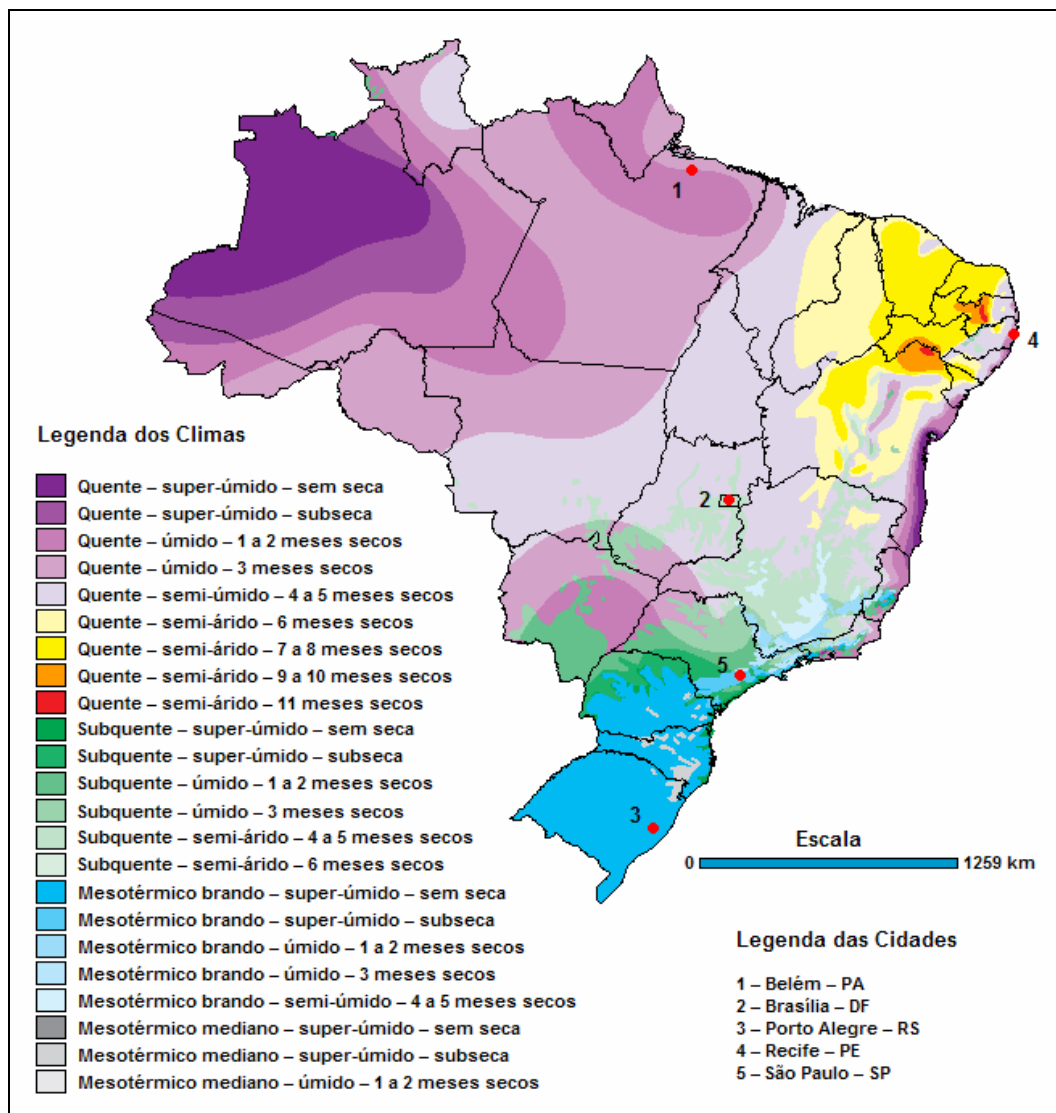 1
4
2
5
3
Legenda dos Climas
Quente – super-úmido – sem seca
Quente – super-úmido – subseca
Quente – úmido – 1 a 2 meses secos
Quente – úmido – 3 meses secos
Quente – semi-úmido – 4 a 5 meses secos
Quente – semi-árido – 6 meses secos
Quente – semi-árido – 7 a 8 meses secos
Quente – semi-árido – 9 a 10 meses secos
Quente – semi-árido – 11 meses secos
Subquente – super-úmido – sem seca
Subquente – super-úmido – subseca
Subquente – úmido – 1 a 2 meses secos
Subquente – úmido – 3 meses secos
Subquente – semi-árido – 4 a 5 meses secos
Subquente – semi-árido – 6 meses secos
Mesotérmico brando – super-úmido – sem seca
Mesotérmico brando – super-úmido – subseca
Mesotérmico brando – úmido – 1 a 2 meses secos
Mesotérmico brando – úmido – 3 meses secos
Mesotérmico brando – semi-úmido – 4 a 5 meses secos
Mesotérmico mediano – super-úmido – sem seca
Mesotérmico mediano – super-úmido – subseca
Mesotérmico mediano – úmido – 1 a 2 meses secos
Escala
0 1259 km
Legenda das Cidades
1 – Belém – PA
2 – Brasília – DF
3 – Porto Alegre – RS
4 – Recife – PE
5 – São Paulo – SP